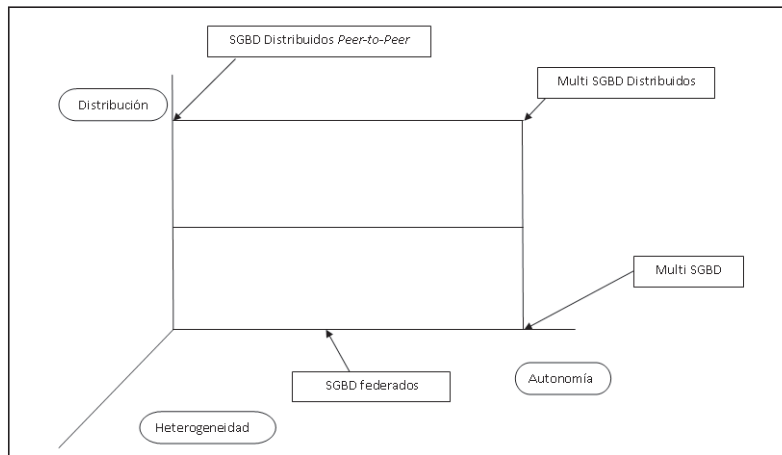 SGBD Distribuidos Peer-to-Peer
Multi SGBD Distribuidos
Distribución
Multi SGBD
SGBD federados
Autonomía
Heterogeneidad